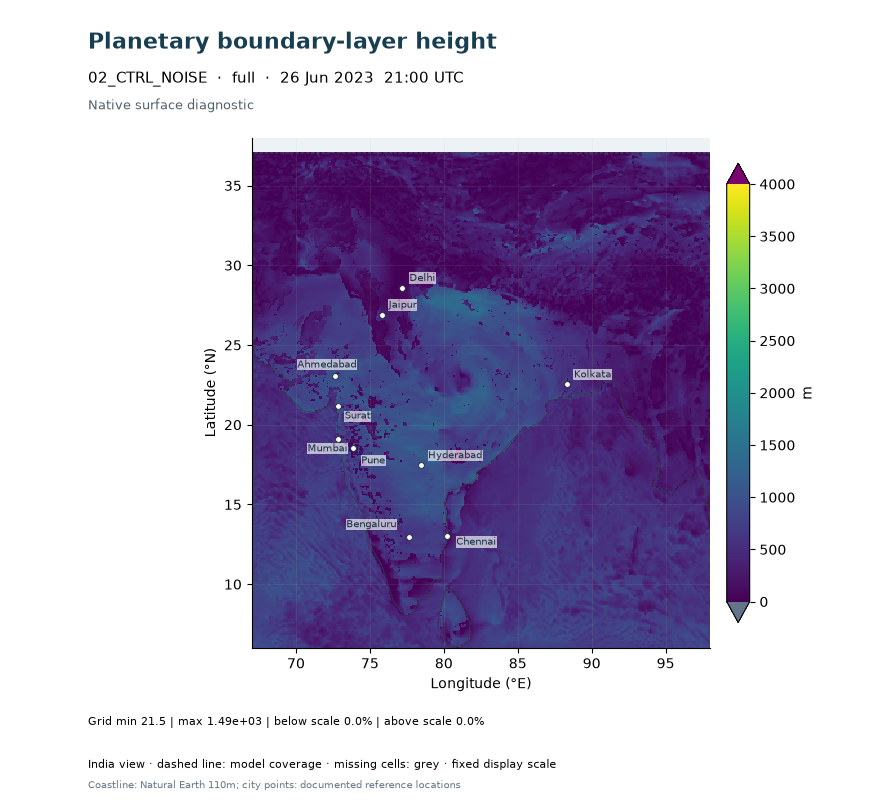 Planetary boundary-layer height
02_CTRL_NOISE · full · 26 Jun 2023 21:00 UTC
Native surface diagnostic
35
30
25
20
15
10
Latitude (°N)
Delhi
Jaipur
Ahmedabad
Kolkata
Surat
Mumbai
Pune
Hyderabad
Bengaluru
Chennai
70
75
80
85
90
95
Longitude (°E)
4000
3500
3000
2500
2000
1500
1000
500
0
m
Grid min 21.5 | max 1.49e+03 | below scale 0.0% | above scale 0.0%
India view · dashed line: model coverage · missing cells: grey · fixed display scale
Coastline: Natural Earth 110m; city points: documented reference locations